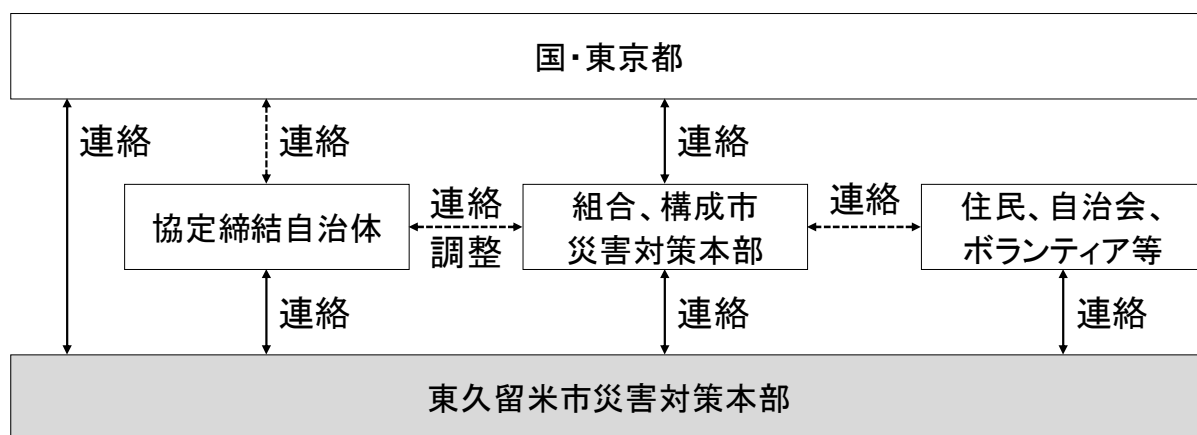 国・東京都
連絡
連絡
連絡
協定締結自治体
連絡
調整
組合、構成市
災害対策本部
連絡
住民、自治会、
ボランティア等
連絡
連絡
連絡
東久留米市災害対策本部